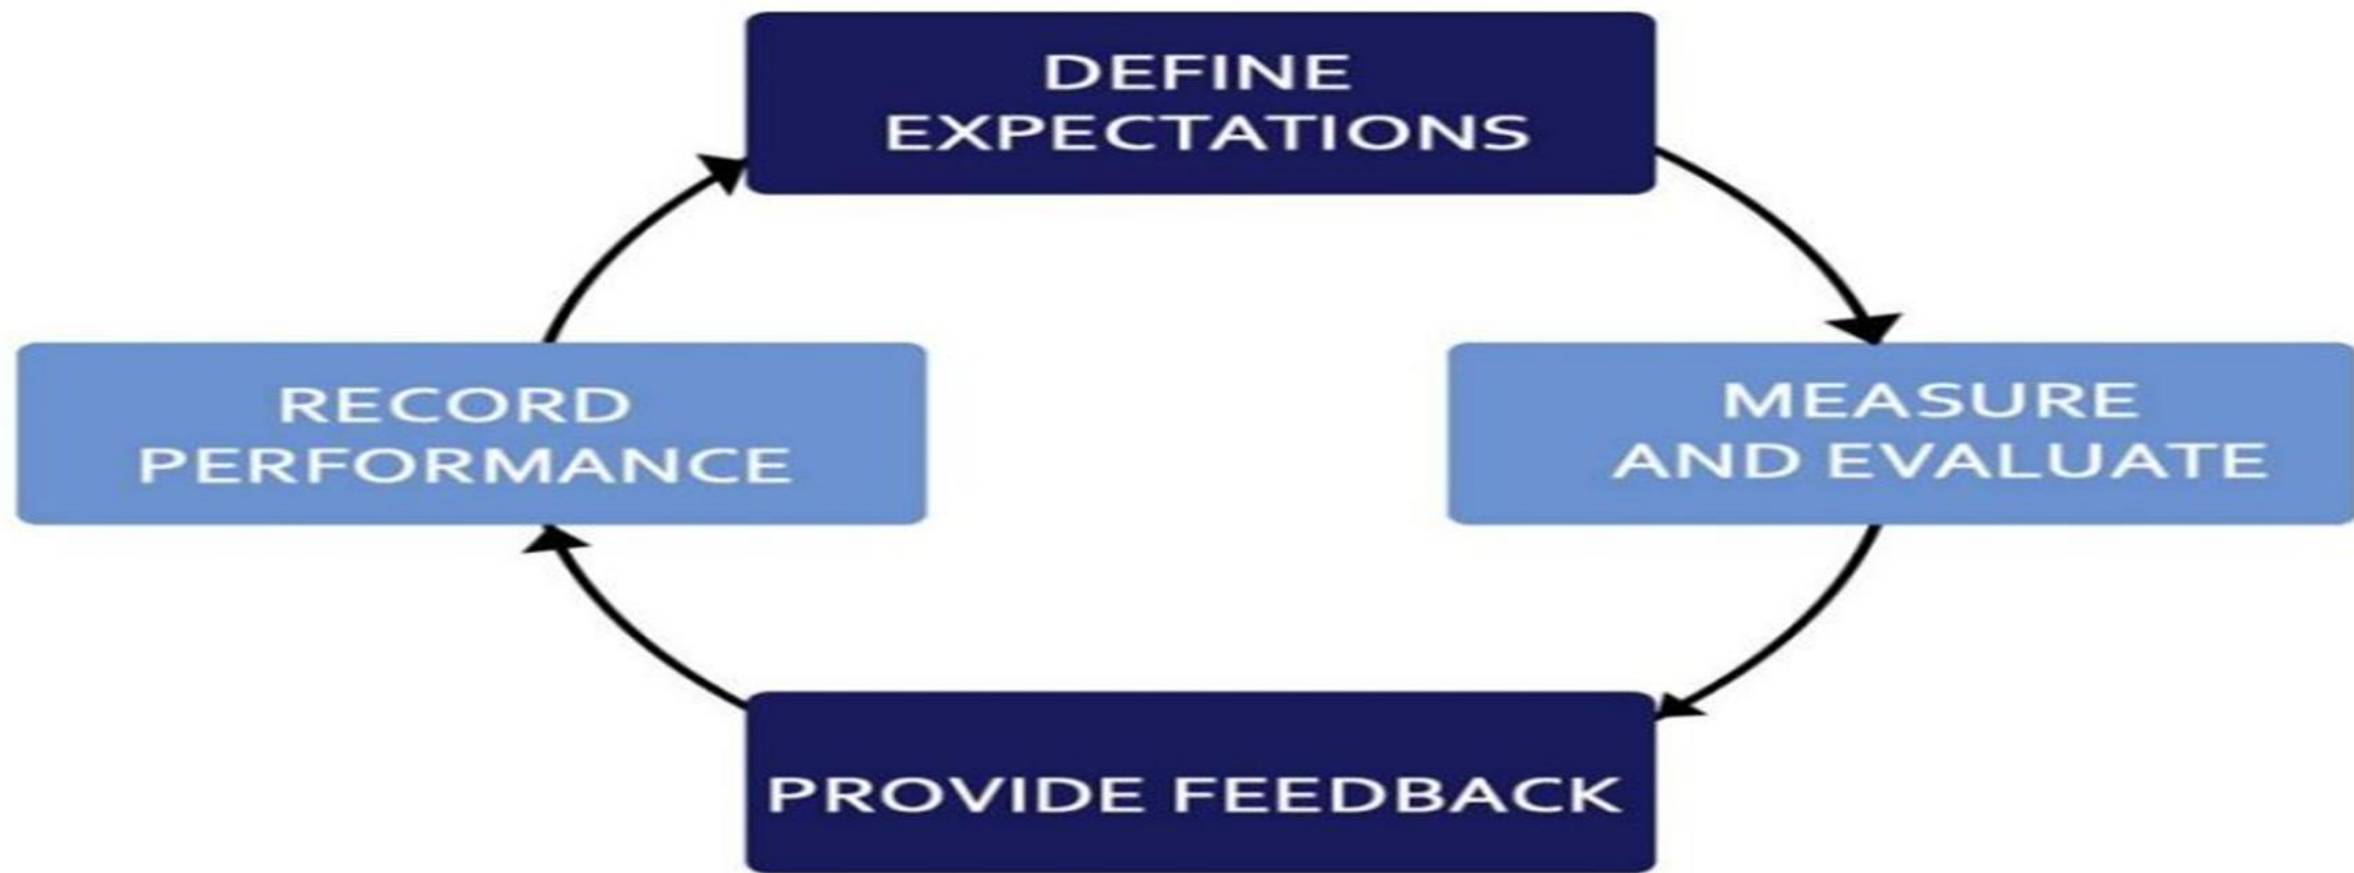 DEFINE
EXPECTATIONS
MEASURE
AND EVALUATE
PROVIDE FEEDBACK
RECORD
PERFORMANCE